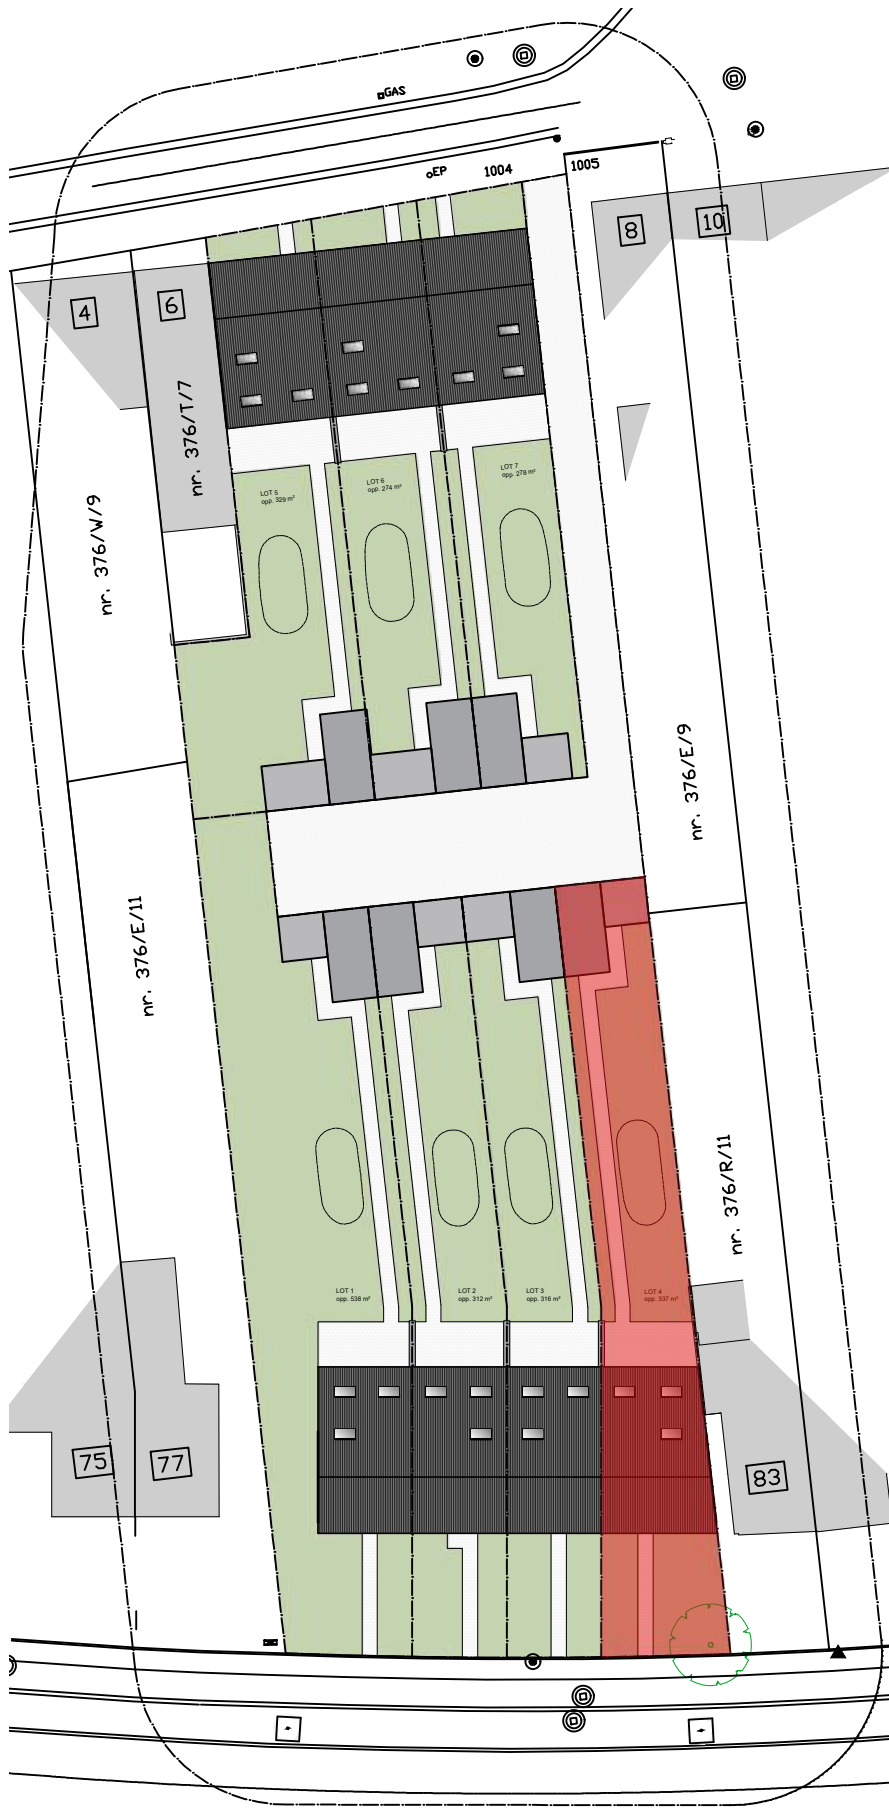 GAS
EP
1004
1005
8
10
4
6
nr. 376/T/7
nr. 376/W/9
LOT 5
opp. 329 m²
LOT 6
opp. 274 m²
LOT 7
opp. 278 m²
nr. 376/E/9
nr. 376/E/11
nr. 376/R/11
LOT 1
opp. 538 m²
LOT 2
opp. 312 m²
LOT 3
opp. 316 m²
LOT 4
opp. 337 m²
75
77
83